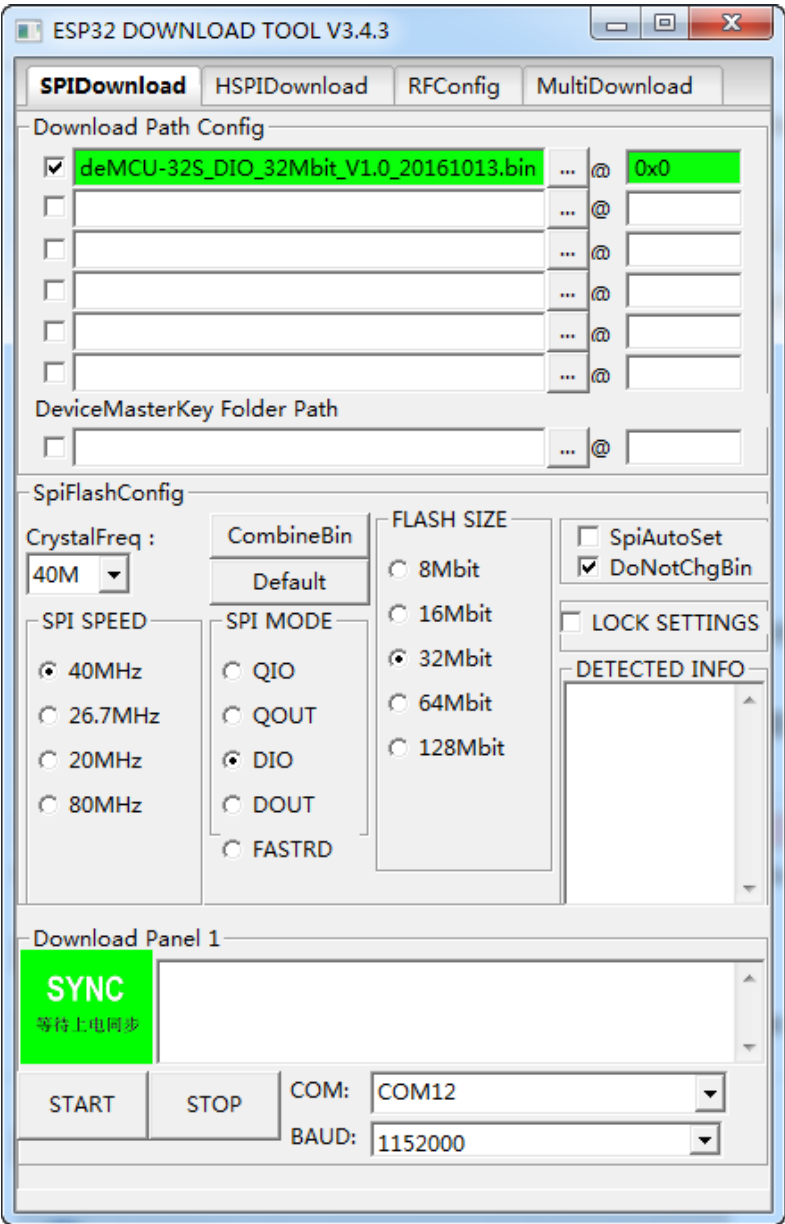 ESP32 DOWNLOAD TOOL V3.4.3
SPIDownload HSPIDownload RFConfig MultiDownload
Download Path Config
deMCU-32S_DIO_32Mbit_V1.0_20161013.bin ... @ 0x0
... @
... @
... @
... @
... @
DeviceMasterKey Folder Path
... @
SpiFlashConfig
CrystalFreq :
40M
CombineBin
Default
SPI SPEED
40MHz
26.7MHz
20MHz
80MHz
SPI MODE
QIO
QOUT
DIO
DOUT
FASTRD
FLASH SIZE
8Mbit
16Mbit
32Mbit
64Mbit
128Mbit
SpiAutoSet
DoNotChgBin
LOCK SETTINGS
DETECTED INFO
Download Panel 1
SYNC
等待上电同步
START STOP
COM: COM12
BAUD: 1152000